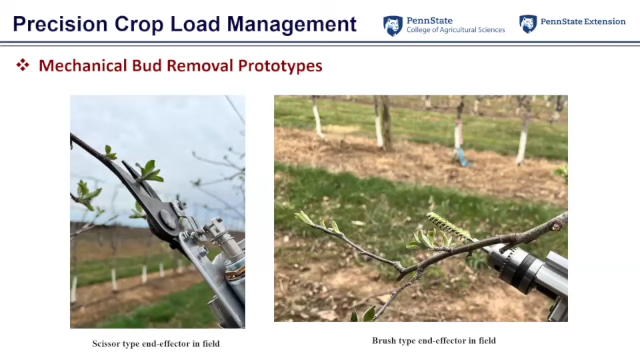 Precision Crop Load Management
PennState
College of Agricultural Sciences
PennState Extension
❖ Mechanical Bud Removal Prototypes
Scissor type end-effector in field
Brush type end-effector in field